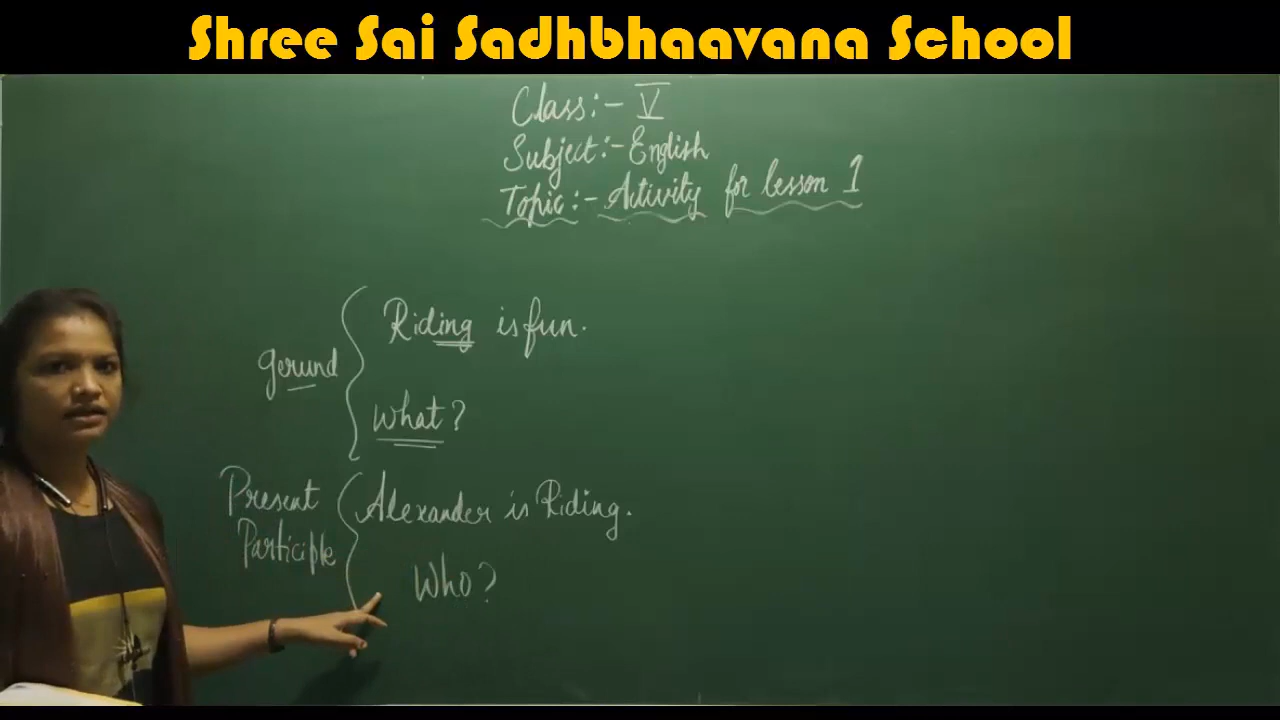 Shree Sai Sadhbhaavana School
Class:- V
Subject:- English
Topic:- Activity for lesson 1
Riding is fun.
gerund
What?
Present
Participle
Alexander is Riding.
Who?